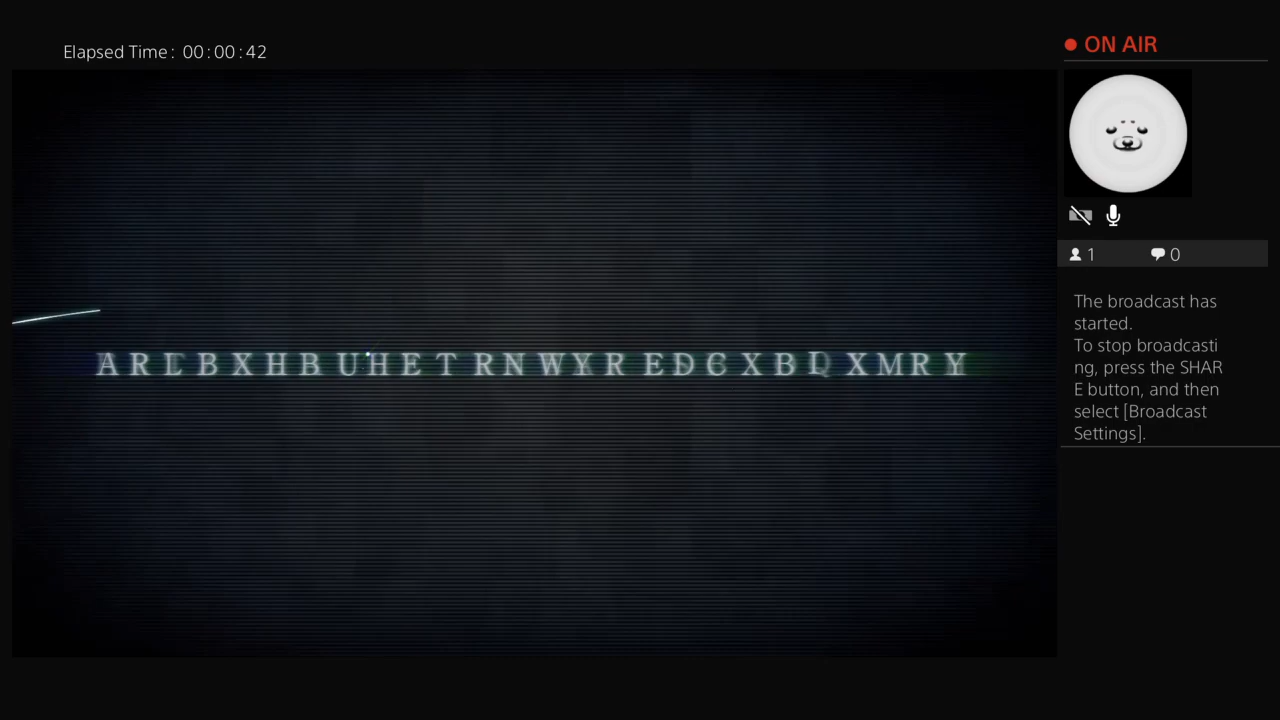 Elapsed Time: 00:00:42
ON AIR
1 0
The broadcast has
started.
To stop broadcasti
ng, press the SHAR
E button, and then
select [Broadcast
Settings].